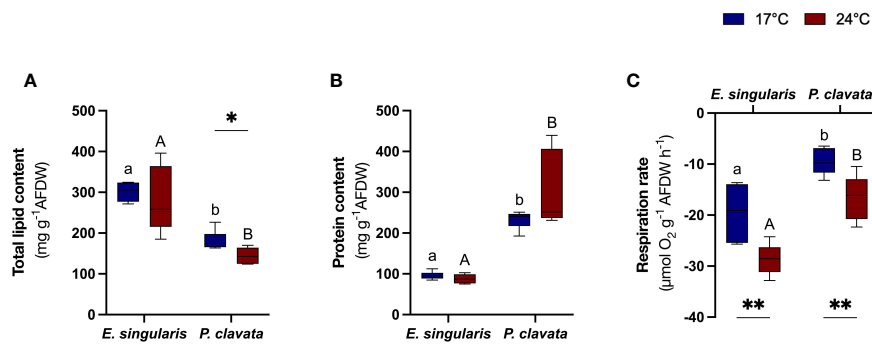 17°C 24°C
A
Total lipid content
(mg g⁻¹AFDW)
500
400
300
200
100
0
a
A
*
b
B
E. singularis P. clavata
B
Protein content
(mg g⁻¹AFDW)
500
400
300
200
100
0
a
A
b
B
E. singularis P. clavata
C
E. singularis P. clavata
Respiration rate
(µmol O₂ g⁻¹ AFDW h⁻¹)
0
-10
-20
-30
-40
a
A
b
B
** **